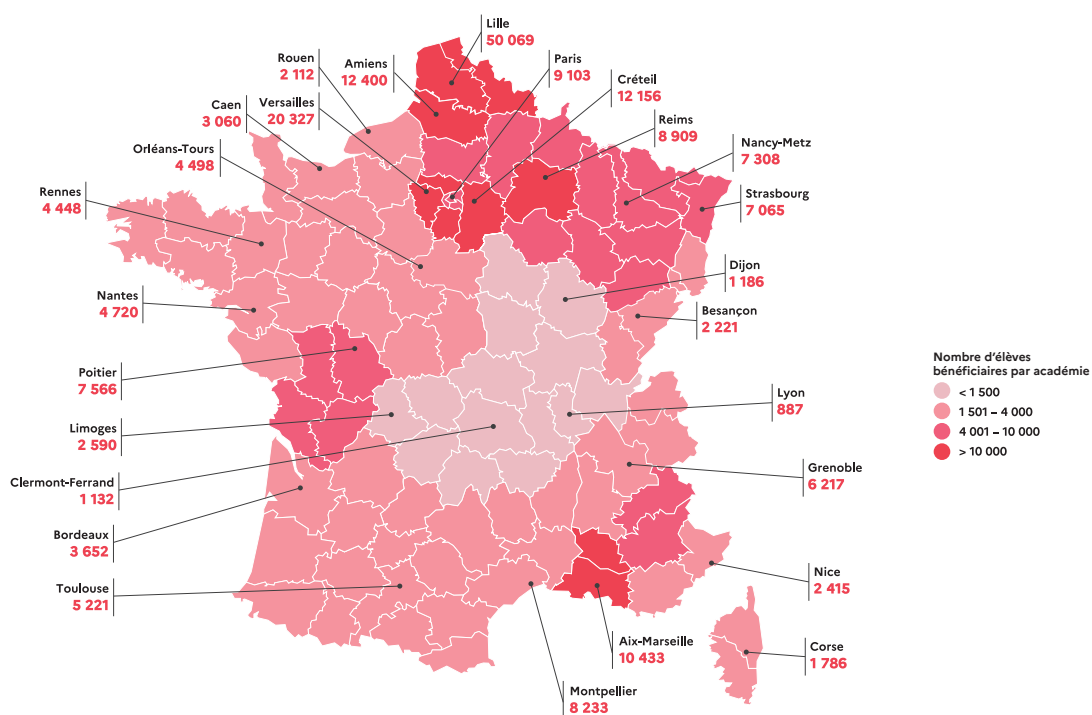 Lille
50 069
Rouen
2 112
Amiens
12 400
Paris
9 103
Créteil
12 156
Caen
3 060
Versailles
20 327
Reims
8 909
Orléans-Tours
4 498
Nancy-Metz
7 308
Rennes
4 448
Strasbourg
7 065
Dijon
1 186
Nantes
4 720
Besançon
2 221
Poitier
7 566
Lyon
887
Limoges
2 590
Clermont-Ferrand
1 132
Grenoble
6 217
Bordeaux
3 652
Toulouse
5 221
Nice
2 415
Aix-Marseille
10 433
Corse
1 786
Montpellier
8 233
Nombre d'élèves
bénéficiaires par académie
< 1 500
1 501 – 4 000
4 001 – 10 000
> 10 000